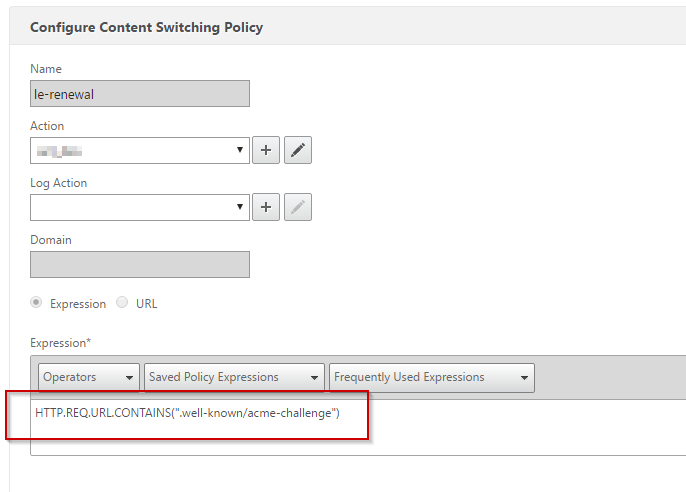 Configure Content Switching Policy
Name
le-renewal
Action
Log Action
Domain
Expression URL
Expression*
Operators Saved Policy Expressions Frequently Used Expressions
HTTP.REQ.URL.CONTAINS(".well-known/acme-challenge")